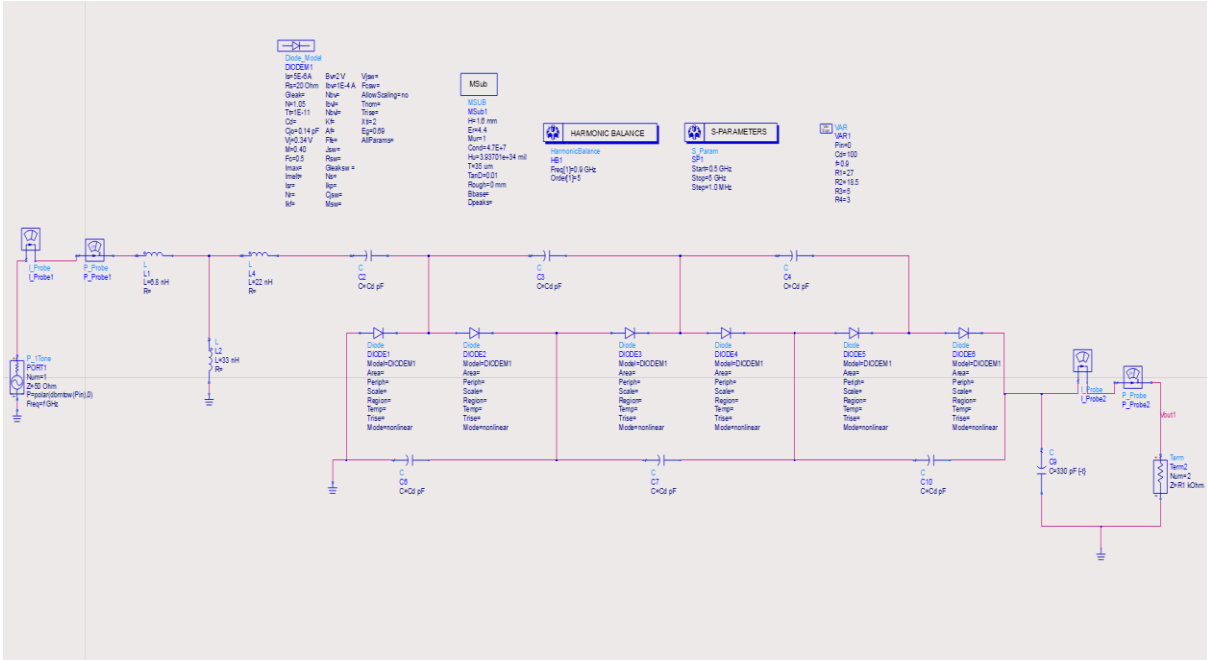 Diode_Model
DIODEM1
Is=5E-6 A
Rs=20 Ohm
Gleak=
N=1.05
Tt=1E-11
Cd=
Cjo=0.14 pF
Vj=0.34 V
M=0.40
Fc=0.5
Imax=
Imelt=
Isr=
Nr=
Ikf=
Bv=2 V
Ibv=1E-4 A
Nbv=
Ibvl=
Nbvl=
Kf=
Af=
Ffe=
Jsw=
Rsw=
Gleaksw=
Ns=
Ikp=
Cjsw=
Msw=
Vjsw=
Fcsw=
AllowScaling=no
Tnom=
Trise=
Xti=2
Eg=0.69
AllParams=
MSub
MSUB
MSub1
H=1.6 mm
Er=4.4
Mur=1
Cond=4.7E+7
Hu=3.93701e+34 mil
T=35 um
TanD=0.01
Rough=0 mm
Bbase=
Dpeaks=
HARMONIC BALANCE
HarmonicBalance
HB1
Freq[1]=0.9 GHz
Order[1]=5
S-PARAMETERS
S_Param
SP1
Start=0.5 GHz
Stop=5 GHz
Step=1.0 MHz
VAR
VAR1
Pin=0
Cd=100
f=0.9
R1=27
R2=18.5
R3=5
R4=3
I_Probe
I_Probe1
P_Probe
P_Probe1
L
L1
L=6.8 nH
R=
L
L4
L=22 nH
R=
C
C2
C=Cd pF
C
C3
C=Cd pF
C
C4
C=Cd pF
L
L2
L=33 nH
R=
P_1Tone
PORT1
Num=1
Z=50 Ohm
P=polar(dbmtow(Pin),0)
Freq=f GHz
Diode
DIODE1
Model=DIODEM1
Area=
Periph=
Scale=
Region=
Temp=
Trise=
Mode=nonlinear
Diode
DIODE2
Model=DIODEM1
Area=
Periph=
Scale=
Region=
Temp=
Trise=
Mode=nonlinear
Diode
DIODE3
Model=DIODEM1
Area=
Periph=
Scale=
Region=
Temp=
Trise=
Mode=nonlinear
Diode
DIODE4
Model=DIODEM1
Area=
Periph=
Scale=
Region=
Temp=
Trise=
Mode=nonlinear
Diode
DIODE5
Model=DIODEM1
Area=
Periph=
Scale=
Region=
Temp=
Trise=
Mode=nonlinear
Diode
DIODE6
Model=DIODEM1
Area=
Periph=
Scale=
Region=
Temp=
Trise=
Mode=nonlinear
I_Probe
I_Probe2
P_Probe
P_Probe2
Vout1
C
C6
C=Cd pF
C
C7
C=Cd pF
C
C10
C=Cd pF
C
C9
C=330 pF {-t}
Term
Term2
Num=2
Z=R1 kOhm